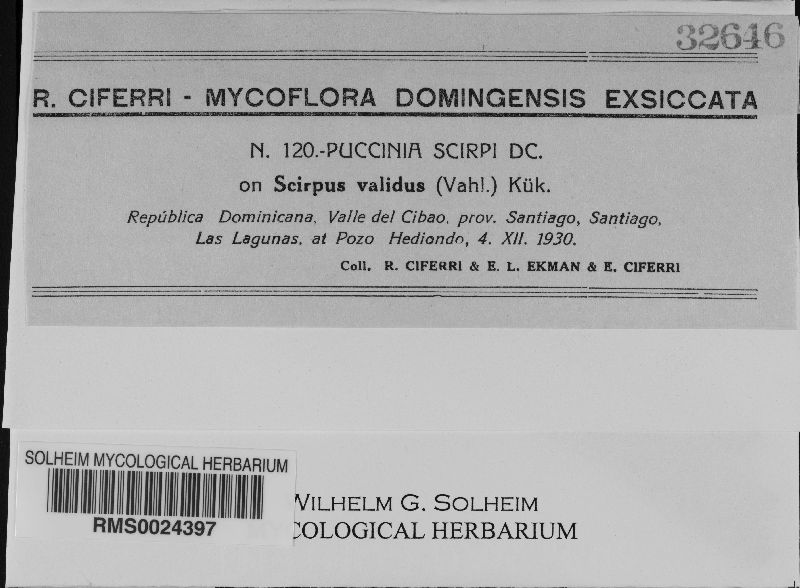 32646
R. CIFERRI - MYCOFLORA DOMINGENSIS EXSICCATA
N. 120.-PUCCINIA SCIRPI DC.
on Scirpus validus (Vahl.) Kük.
República Dominicana, Valle del Cibao, prov. Santiago, Santiago,
Las Lagunas, at Pozo Hediondo, 4. XII. 1930.
Coll. R. CIFERRI & E. L. EKMAN & E. CIFERRI
SOLHEIM MYCOLOGICAL HERBARIUM
RMS0024397
WILHELM G. SOLHEIM
COLOGICAL HERBARIUM